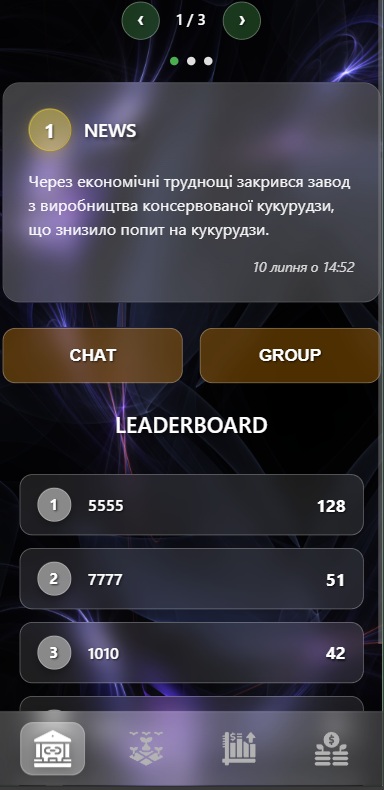 ‹ 1 / 3 ›
1 NEWS
Через економічні труднощі закрився завод
з виробництва консервованої кукурудзи,
що знизило попит на кукурудзи.
10 липня о 14:52
CHAT GROUP
LEADERBOARD
1 5555 128
2 7777 51
3 1010 42